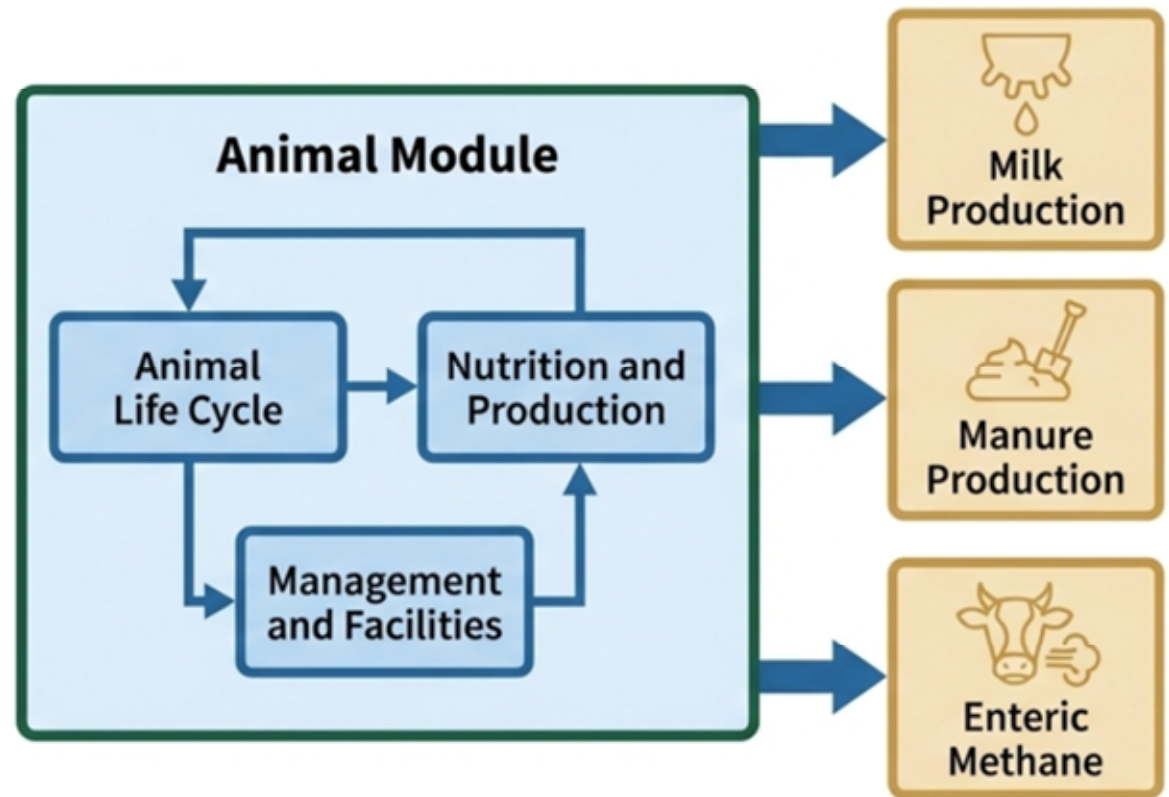 Animal Module
Animal
Life Cycle
Nutrition and
Production
Management
and Facilities
Milk
Production
Manure
Production
Enteric
Methane